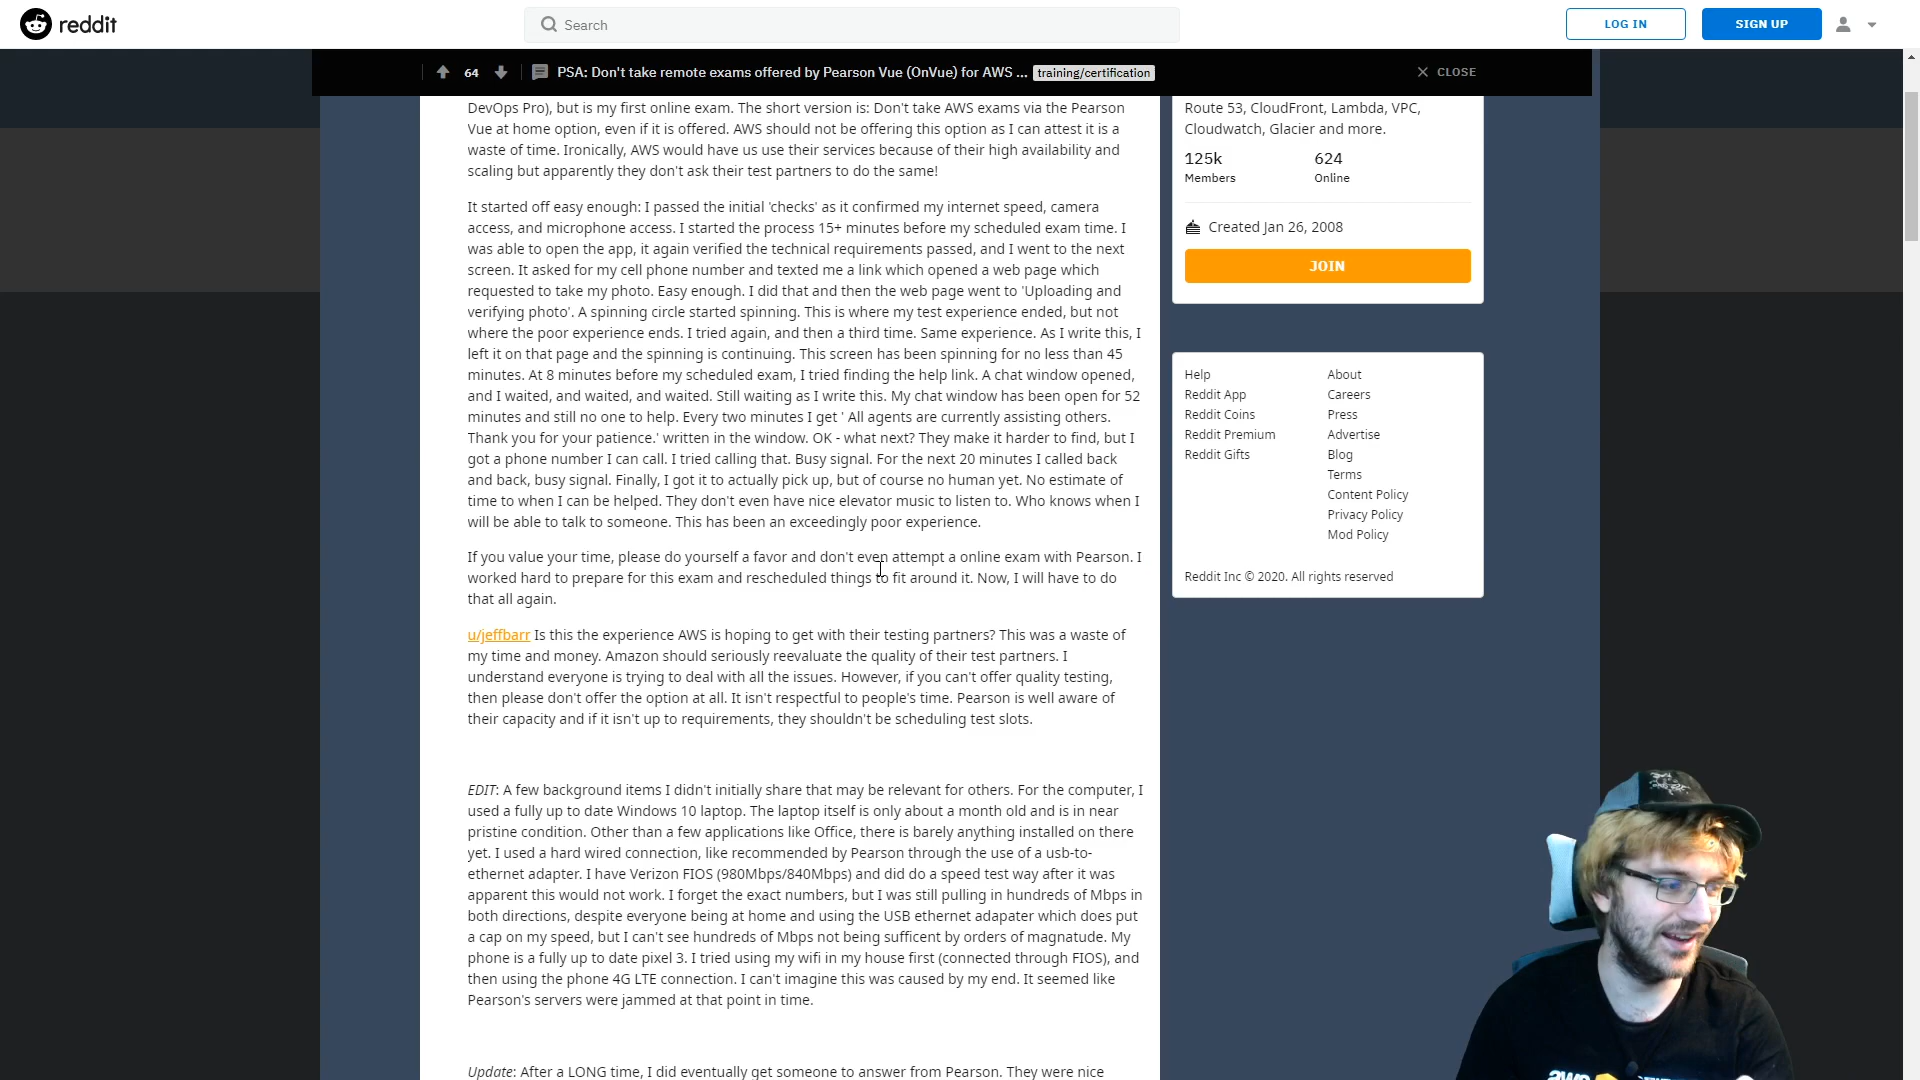 reddit
Search
LOG IN
SIGN UP
64
PSA: Don't take remote exams offered by Pearson Vue (OnVue) for AWS ...
training/certification
CLOSE
DevOps Pro), but is my first online exam. The short version is: Don't take AWS exams via the Pearson
Vue at home option, even if it is offered. AWS should not be offering this option as I can attest it is a
waste of time. Ironically, AWS would have us use their services because of their high availability and
scaling but apparently they don't ask their test partners to do the same!
It started off easy enough: I passed the initial 'checks' as it confirmed my internet speed, camera
access, and microphone access. I started the process 15+ minutes before my scheduled exam time. I
was able to open the app, it again verified the technical requirements passed, and I went to the next
screen. It asked for my cell phone number and texted me a link which opened a web page which
requested to take my photo. Easy enough. I did that and then the web page went to 'Uploading and
verifying photo'. A spinning circle started spinning. This is where my test experience ended, but not
where the poor experience ends. I tried again, and then a third time. Same experience. As I write this, I
left it on that page and the spinning is continuing. This screen has been spinning for no less than 45
minutes. At 8 minutes before my scheduled exam, I tried finding the help link. A chat window opened,
and I waited, and waited, and waited. Still waiting as I write this. My chat window has been open for 52
minutes and still no one to help. Every two minutes I get ' All agents are currently assisting others.
Thank you for your patience.' written in the window. OK - what next? They make it harder to find, but I
got a phone number I can call. I tried calling that. Busy signal. For the next 20 minutes I called back
and back, busy signal. Finally, I got it to actually pick up, but of course no human yet. No estimate of
time to when I can be helped. They don't even have nice elevator music to listen to. Who knows when I
will be able to talk to someone. This has been an exceedingly poor experience.
If you value your time, please do yourself a favor and don't even attempt a online exam with Pearson. I
worked hard to prepare for this exam and rescheduled things to fit around it. Now, I will have to do
that all again.
u/jeffbarr Is this the experience AWS is hoping to get with their testing partners? This was a waste of
my time and money. Amazon should seriously reevaluate the quality of their test partners. I
understand everyone is trying to deal with all the issues. However, if you can't offer quality testing,
then please don't offer the option at all. It isn't respectful to people's time. Pearson is well aware of
their capacity and if it isn't up to requirements, they shouldn't be scheduling test slots.
EDIT: A few background items I didn't initially share that may be relevant for others. For the computer, I
used a fully up to date Windows 10 laptop. The laptop itself is only about a month old and is in near
pristine condition. Other than a few applications like Office, there is barely anything installed on there
yet. I used a hard wired connection, like recommended by Pearson through the use of a usb-to-
ethernet adapter. I have Verizon FIOS (980Mbps/840Mbps) and did do a speed test way after it was
apparent this would not work. I forget the exact numbers, but I was still pulling in hundreds of Mbps in
both directions, despite everyone being at home and using the USB ethernet adapater which does put
a cap on my speed, but I can't see hundreds of Mbps not being sufficent by orders of magnatude. My
phone is a fully up to date pixel 3. I tried using my wifi in my house first (connected through FIOS), and
then using the phone 4G LTE connection. I can't imagine this was caused by my end. It seemed like
Pearson's servers were jammed at that point in time.
Update: After a LONG time, I did eventually get someone to answer from Pearson. They were nice
Route 53, CloudFront, Lambda, VPC,
Cloudwatch, Glacier and more.
125k
Members
624
Online
Created Jan 26, 2008
JOIN
Help
Reddit App
Reddit Coins
Reddit Premium
Reddit Gifts
About
Careers
Press
Advertise
Blog
Terms
Content Policy
Privacy Policy
Mod Policy
Reddit Inc © 2020. All rights reserved
aws